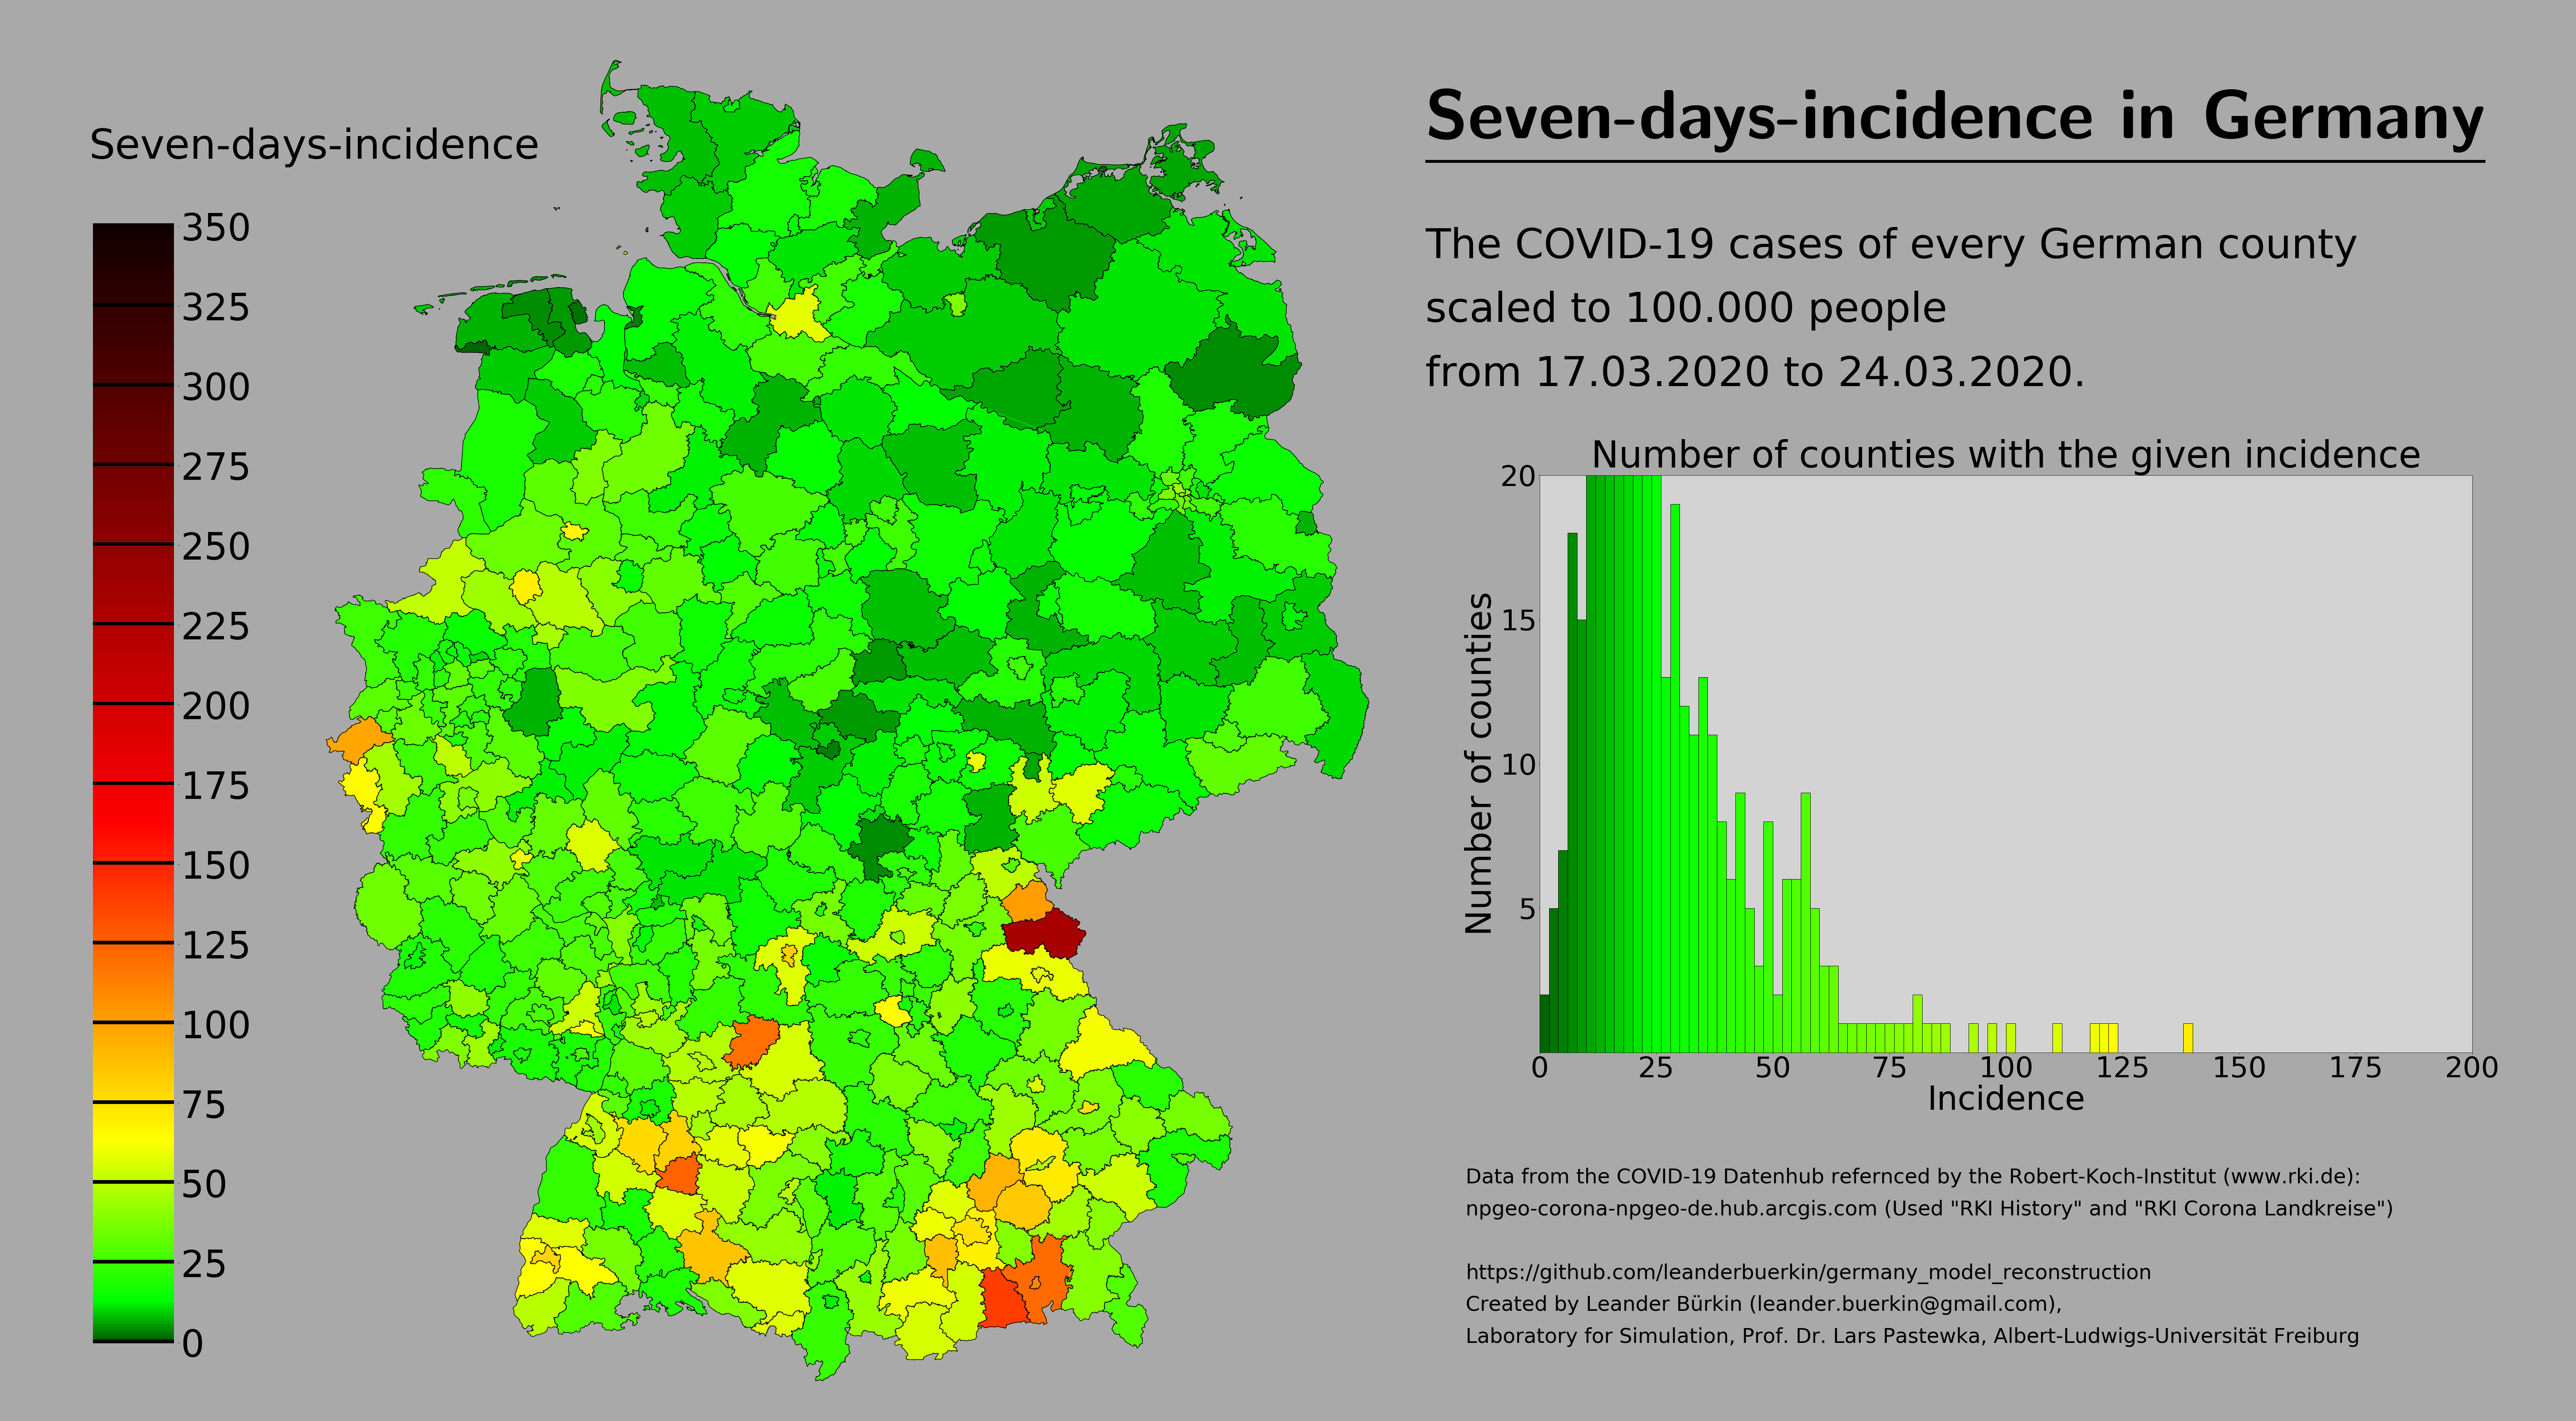 Seven-days-incidence in Germany
Seven-days-incidence
The COVID-19 cases of every German county
scaled to 100.000 people
from 17.03.2020 to 24.03.2020.
350
325
300
275
250
225
200
175
150
125
100
75
50
25
0
Number of counties with the given incidence
20
15
10
5
Number of counties
0 25 50 75 100 125 150 175 200
Incidence
Data from the COVID-19 Datenhub refernced by the Robert-Koch-Institut (www.rki.de):
npgeo-corona-npgeo-de.hub.arcgis.com (Used "RKI History" and "RKI Corona Landkreise")
https://github.com/leanderbuerkin/germany_model_reconstruction
Created by Leander Bürkin (leander.buerkin@gmail.com),
Laboratory for Simulation, Prof. Dr. Lars Pastewka, Albert-Ludwigs-Universität Freiburg